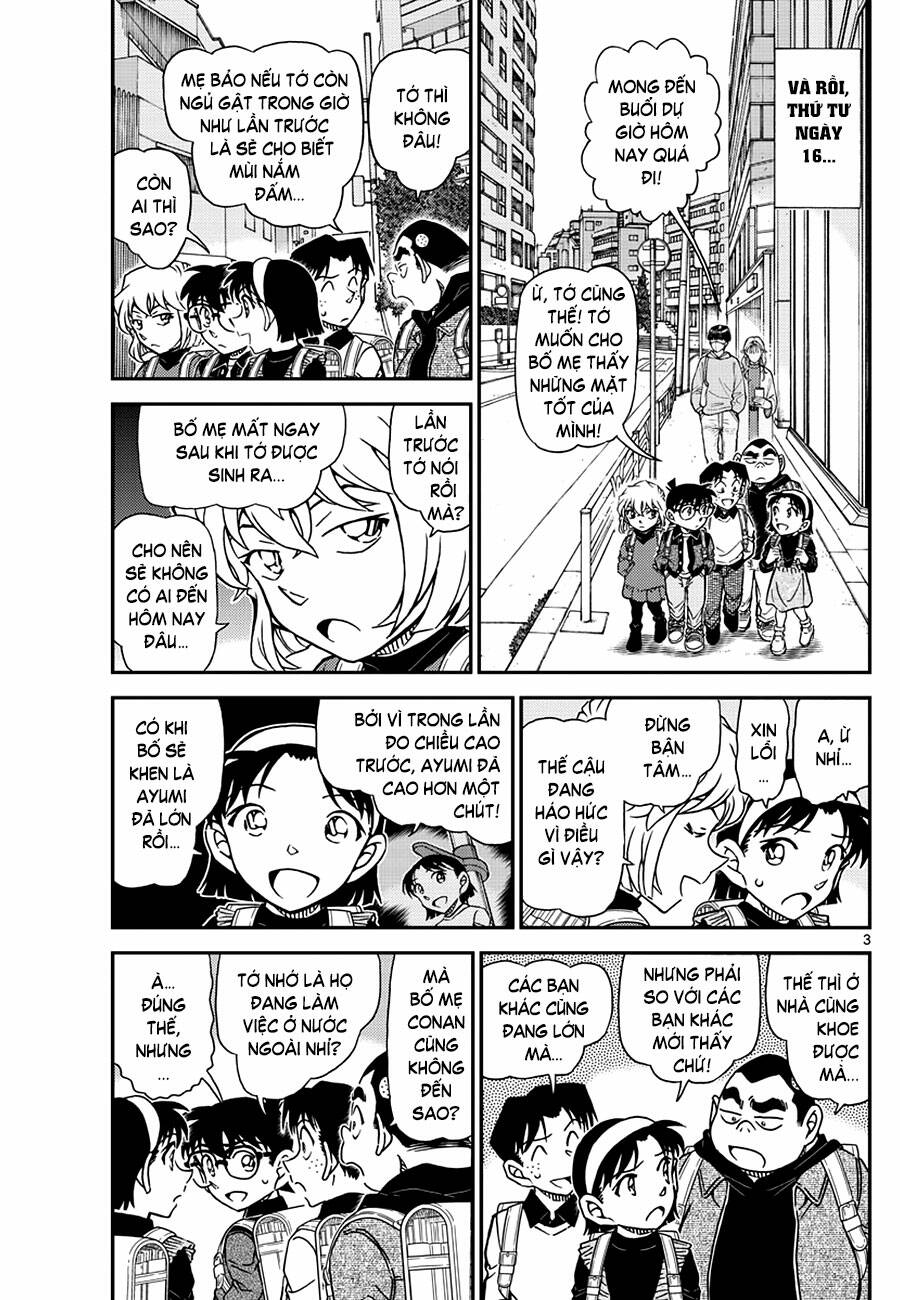 VÀ RỒI,
THỨ TƯ
NGÀY
16...
MONG ĐẾN
BUỔI DỰ
GIỜ HÔM
NAY QUÁ
ĐI!
Ừ, TỚ CŨNG
THẾ! TỚ
MUỐN CHO
BỐ MẸ THẤY
NHỮNG MẶT
TỐT CỦA
MÌNH!
TỚ THÌ
KHÔNG
ĐÂU!
MẸ BẢO NẾU TỚ CÒN
NGỦ GẬT TRONG GIỜ
NHƯ LẦN TRƯỚC
LÀ SẼ CHO BIẾT
MÙI NẮM
ĐẤM...
CÒN
AI THÌ
SAO?
LẦN
TRƯỚC
TỚ NÓI
RỒI
MÀ?
BỐ MẸ MẤT NGAY
SAU KHI TỚ ĐƯỢC
SINH RA...
CHO NÊN
SẼ KHÔNG
CÓ AI ĐẾN
HÔM NAY
ĐÂU...
A, Ừ
NHỈ...
XIN
LỖI
...
ĐỪNG
BẬN
TÂM...
THẾ CẬU
ĐANG
HÁO HỨC
VÌ ĐIỀU
GÌ VẬY?
BỞI VÌ TRONG LẦN
ĐO CHIỀU CAO
TRƯỚC, AYUMI ĐÃ
CAO HƠN MỘT
CHÚT!
CÓ KHI
BỐ SẼ
KHEN LÀ
AYUMI
ĐÃ LỚN
RỒI...
3
THẾ THÌ Ở
NHÀ CŨNG
KHOE
ĐƯỢC
MÀ...
NHƯNG PHẢI
SO VỚI CÁC
BẠN KHÁC
MỚI THẤY
CHỨ!
CÁC BẠN
KHÁC CŨNG
ĐANG LỚN
MÀ...
MÀ
BỐ MẸ
CONAN
CŨNG
KHÔNG
ĐẾN
SAO?
TỚ NHỚ LÀ HỌ
ĐANG LÀM
VIỆC Ở NƯỚC
NGOÀI NHỈ?
À...
ĐÚNG
THẾ,
NHƯNG
...